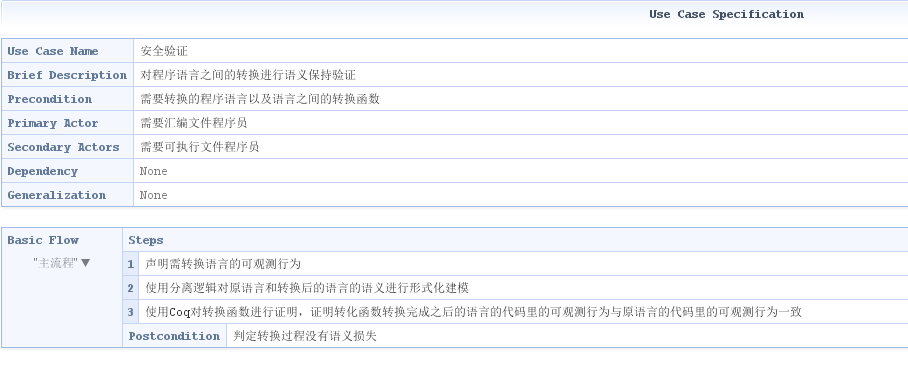 Use Case Specification
Use Case Name 安全验证
Brief Description 对程序语言之间的转换进行语义保持验证
Precondition 需要转换的程序语言以及语言之间的转换函数
Primary Actor 需要汇编文件程序员
Secondary Actors 需要可执行文件程序员
Dependency None
Generalization None
Basic Flow Steps
"主流程" ▼ 1 声明需转换语言的可观测行为
2 使用分离逻辑对原语言和转换后的语言的语义进行形式化建模
3 使用Coq对转换函数进行证明，证明转化函数转换完成之后的语言的代码里的可观测行为与原语言的代码里的可观测行为一致
Postcondition 判定转换过程没有语义损失